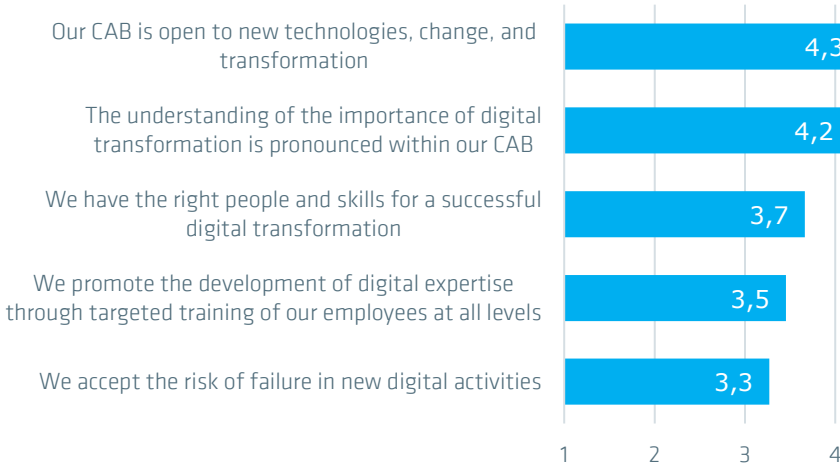 Our CAB is open to new technologies, change, and
transformation
4,3
The understanding of the importance of digital
transformation is pronounced within our CAB
4,2
We have the right people and skills for a successful
digital transformation
3,7
We promote the development of digital expertise
through targeted training of our employees at all levels
3,5
We accept the risk of failure in new digital activities
3,3
1 2 3 4